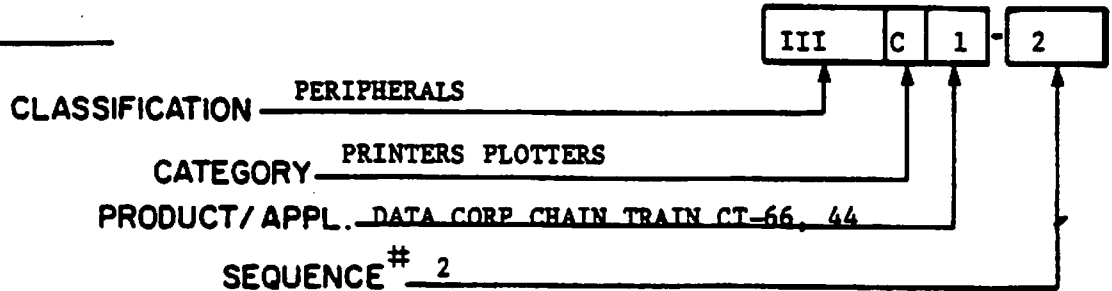 III C 1 - 2
CLASSIFICATION PERIPHERALS
CATEGORY PRINTERS PLOTTERS
PRODUCT/APPL. DATA CORP CHAIN TRAIN CT-66, 44
SEQUENCE # 2